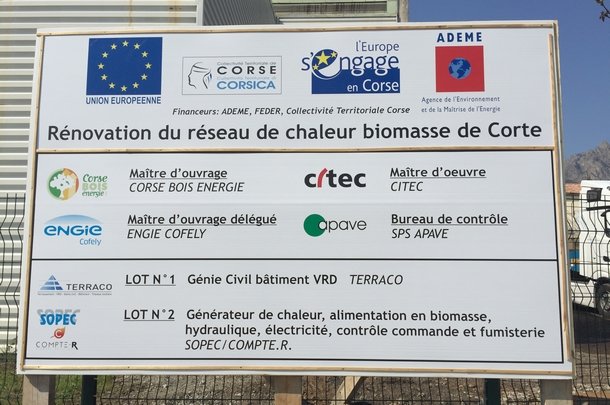 UNION EUROPEENNE
Collectivité Territoriale de
CORSE
CORSICA
l'Europe
s'Engage
en Corse
ADEME
Agence de l'Environnement
et de la Maîtrise de l'Energie
Financeurs: ADEME, FEDER, Collectivité Territoriale Corse
Rénovation du réseau de chaleur biomasse de Corte
Corse
BOIS
énergie
Maître d'ouvrage
CORSE BOIS ENERGIE
citec
Maître d'oeuvre
CITEC
ENGIE
Cofely
Maître d'ouvrage délégué
ENGIE COFELY
apave
Bureau de contrôle
SPS APAVE
TERRACO
LOT N°1 Génie Civil bâtiment VRD TERRACO
SOPEC
COMPTE R
LOT N°2 Générateur de chaleur, alimentation en biomasse,
hydraulique, électricité, contrôle commande et fumisterie
SOPEC/COMPTE.R.